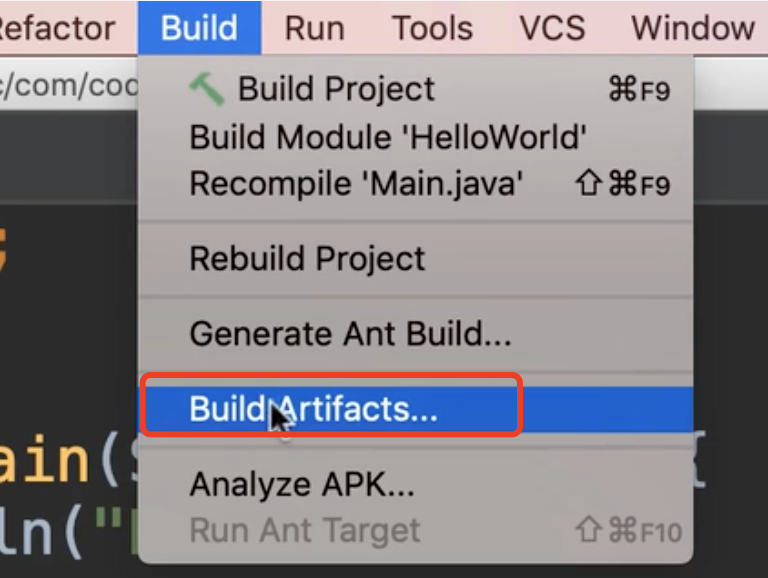 Refactor Build Run Tools VCS Window
c/com/cod
Build Project ⌘F9
Build Module 'HelloWorld'
Recompile 'Main.java' ⇧⌘F9
;
Rebuild Project
Generate Ant Build...
Build Artifacts...
ain(S {
Analyze APK...
ln("
Run Ant Target ⇧⌘F10